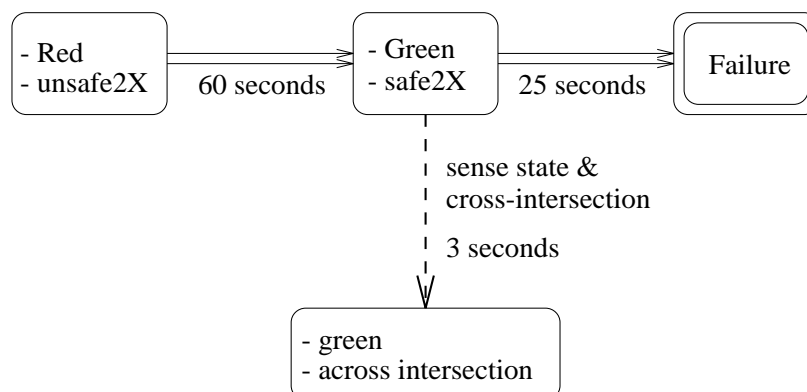 - Red
- unsafe2X
60 seconds
- Green
- safe2X
25 seconds
Failure
sense state &
cross-intersection
3 seconds
- green
- across intersection